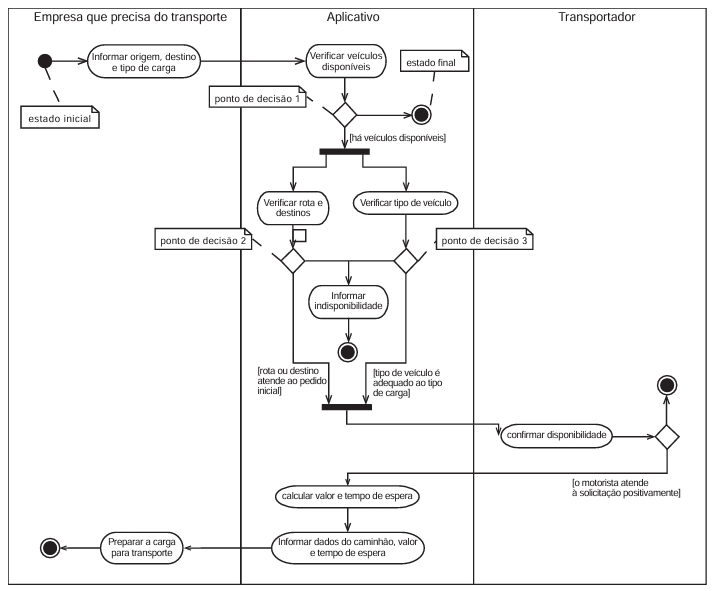 Empresa que precisa do transporte
Aplicativo
Transportador
Informar origem, destino
e tipo de carga
Verificar veículos
disponíveis
estado final
ponto de decisão 1
estado inicial
[há veículos disponíveis]
Verificar rota e
destinos
Verificar tipo de veículo
ponto de decisão 2
ponto de decisão 3
Informar
indisponibilidade
[rota ou destino
atende ao pedido
inicial]
[tipo de veículo é
adequado ao tipo
de carga]
confirmar disponibilidade
[o motorista atende
à solicitação positivamente]
calcular valor e tempo de espera
Preparar a carga
para transporte
Informar dados do caminhão, valor
e tempo de espera